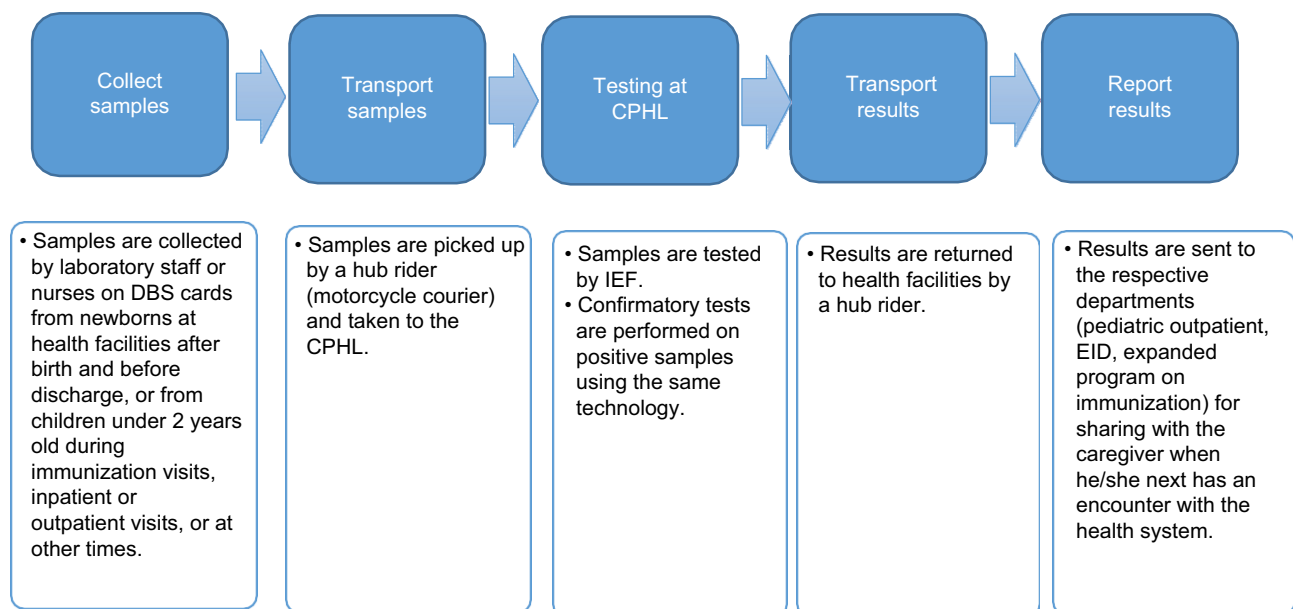 Collect
samples
Transport
samples
Testing at
CPHL
Transport
results
Report
results
• Samples are collected
by laboratory staff or
nurses on DBS cards
from newborns at
health facilities after
birth and before
discharge, or from
children under 2 years
old during
immunization visits,
inpatient or
outpatient visits, or at
other times.
• Samples are picked up
by a hub rider
(motorcycle courier)
and taken to the
CPHL.
• Samples are tested
by IEF.
• Confirmatory tests
are performed on
positive samples
using the same
technology.
• Results are returned
to health facilities by
a hub rider.
• Results are sent to
the respective
departments
(pediatric outpatient,
EID, expanded
program on
immunization) for
sharing with the
caregiver when
he/she next has an
encounter with the
health system.